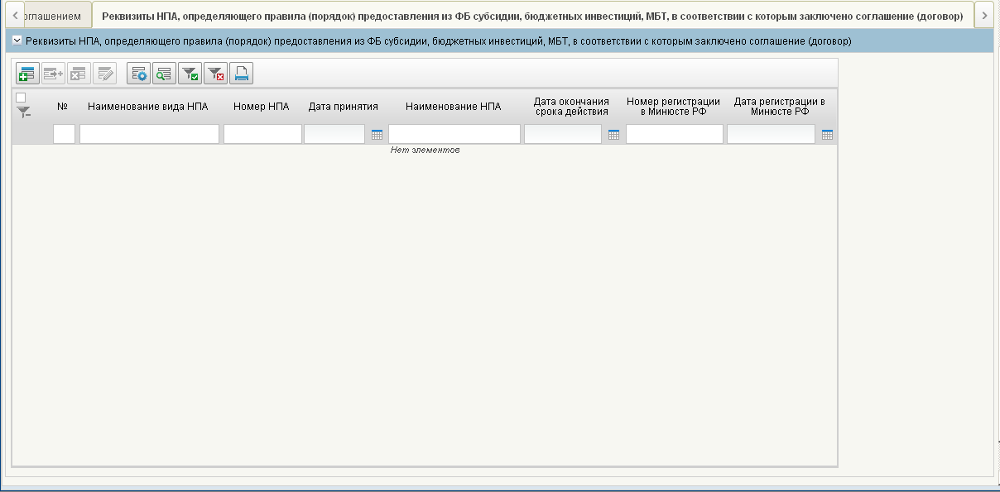 оглашением
Реквизиты НПА, определяющего правила (порядок) предоставления из ФБ субсидии, бюджетных инвестиций, МБТ, в соответствии с которым заключено соглашение (договор)
Реквизиты НПА, определяющего правила (порядок) предоставления из ФБ субсидии, бюджетных инвестиций, МБТ, в соответствии с которым заключено соглашение (договор)
№
Наименование вида НПА
Номер НПА
Дата принятия
Наименование НПА
Дата окончания
срока действия
Номер регистрации
в Минюсте РФ
Дата регистрации в
Минюсте РФ
Нет элементов